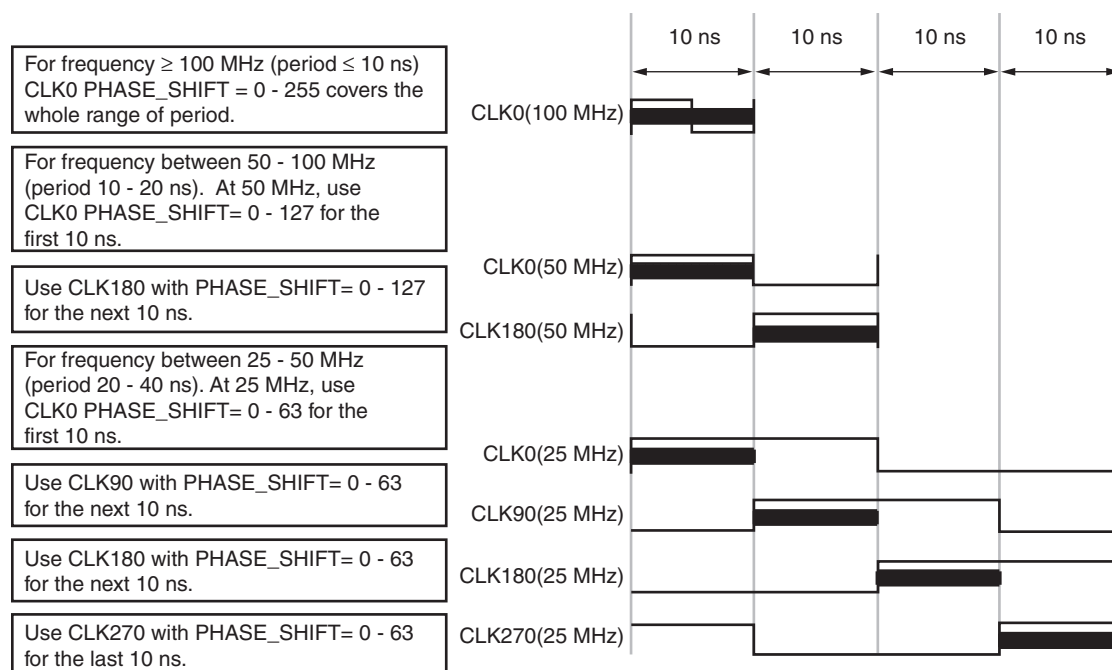 10 ns 10 ns 10 ns 10 ns
For frequency ≥ 100 MHz (period ≤ 10 ns)
CLK0 PHASE_SHIFT = 0 - 255 covers the
whole range of period.
CLK0(100 MHz)
For frequency between 50 - 100 MHz
(period 10 - 20 ns). At 50 MHz, use
CLK0 PHASE_SHIFT= 0 - 127 for the
first 10 ns.
CLK0(50 MHz)
Use CLK180 with PHASE_SHIFT= 0 - 127
for the next 10 ns.
CLK180(50 MHz)
For frequency between 25 - 50 MHz
(period 20 - 40 ns). At 25 MHz, use
CLK0 PHASE_SHIFT= 0 - 63 for the
first 10 ns.
CLK0(25 MHz)
Use CLK90 with PHASE_SHIFT= 0 - 63
for the next 10 ns.
CLK90(25 MHz)
Use CLK180 with PHASE_SHIFT= 0 - 63
for the next 10 ns.
CLK180(25 MHz)
Use CLK270 with PHASE_SHIFT= 0 - 63
for the last 10 ns.
CLK270(25 MHz)